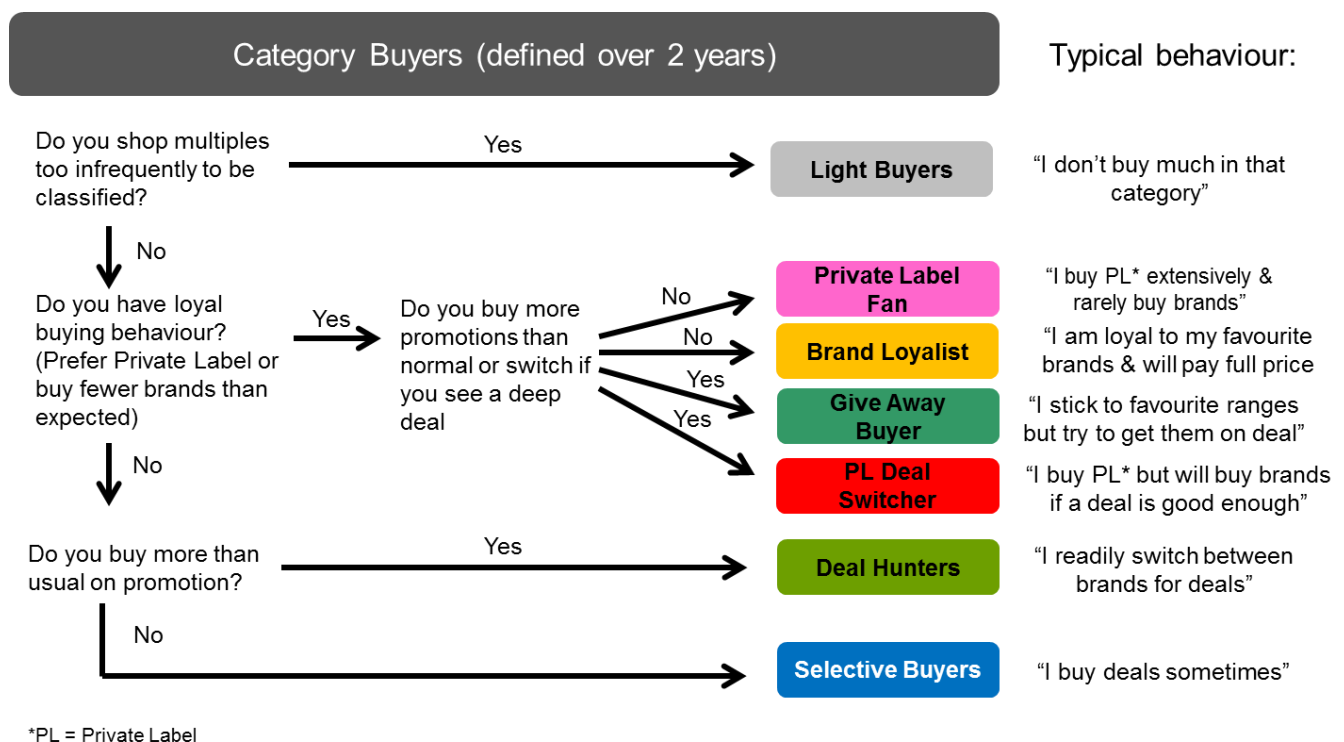 Category Buyers (defined over 2 years)
Typical behaviour:
Do you shop multiples
too infrequently to be
classified?
Yes
Light Buyers
“I don’t buy much in that
category”
No
Do you have loyal
buying behaviour?
(Prefer Private Label or
buy fewer brands than
expected)
Yes
Do you buy more
promotions than
normal or switch if
you see a deep
deal
No
Private Label
Fan
“I buy PL* extensively &
rarely buy brands”
No
Brand Loyalist
“I am loyal to my favourite
brands & will pay full price
Yes
Give Away
Buyer
“I stick to favourite ranges
but try to get them on deal”
Yes
PL Deal
Switcher
“I buy PL* but will buy brands
if a deal is good enough”
No
Do you buy more than
usual on promotion?
Yes
Deal Hunters
“I readily switch between
brands for deals”
No
Selective Buyers
“I buy deals sometimes”
*PL = Private Label